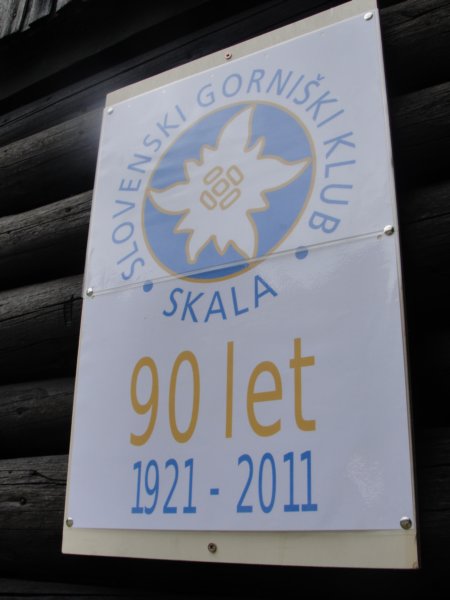 SLOVENSKI GORNIŠKI KLUB
SKALA
90 let
1921 - 2011